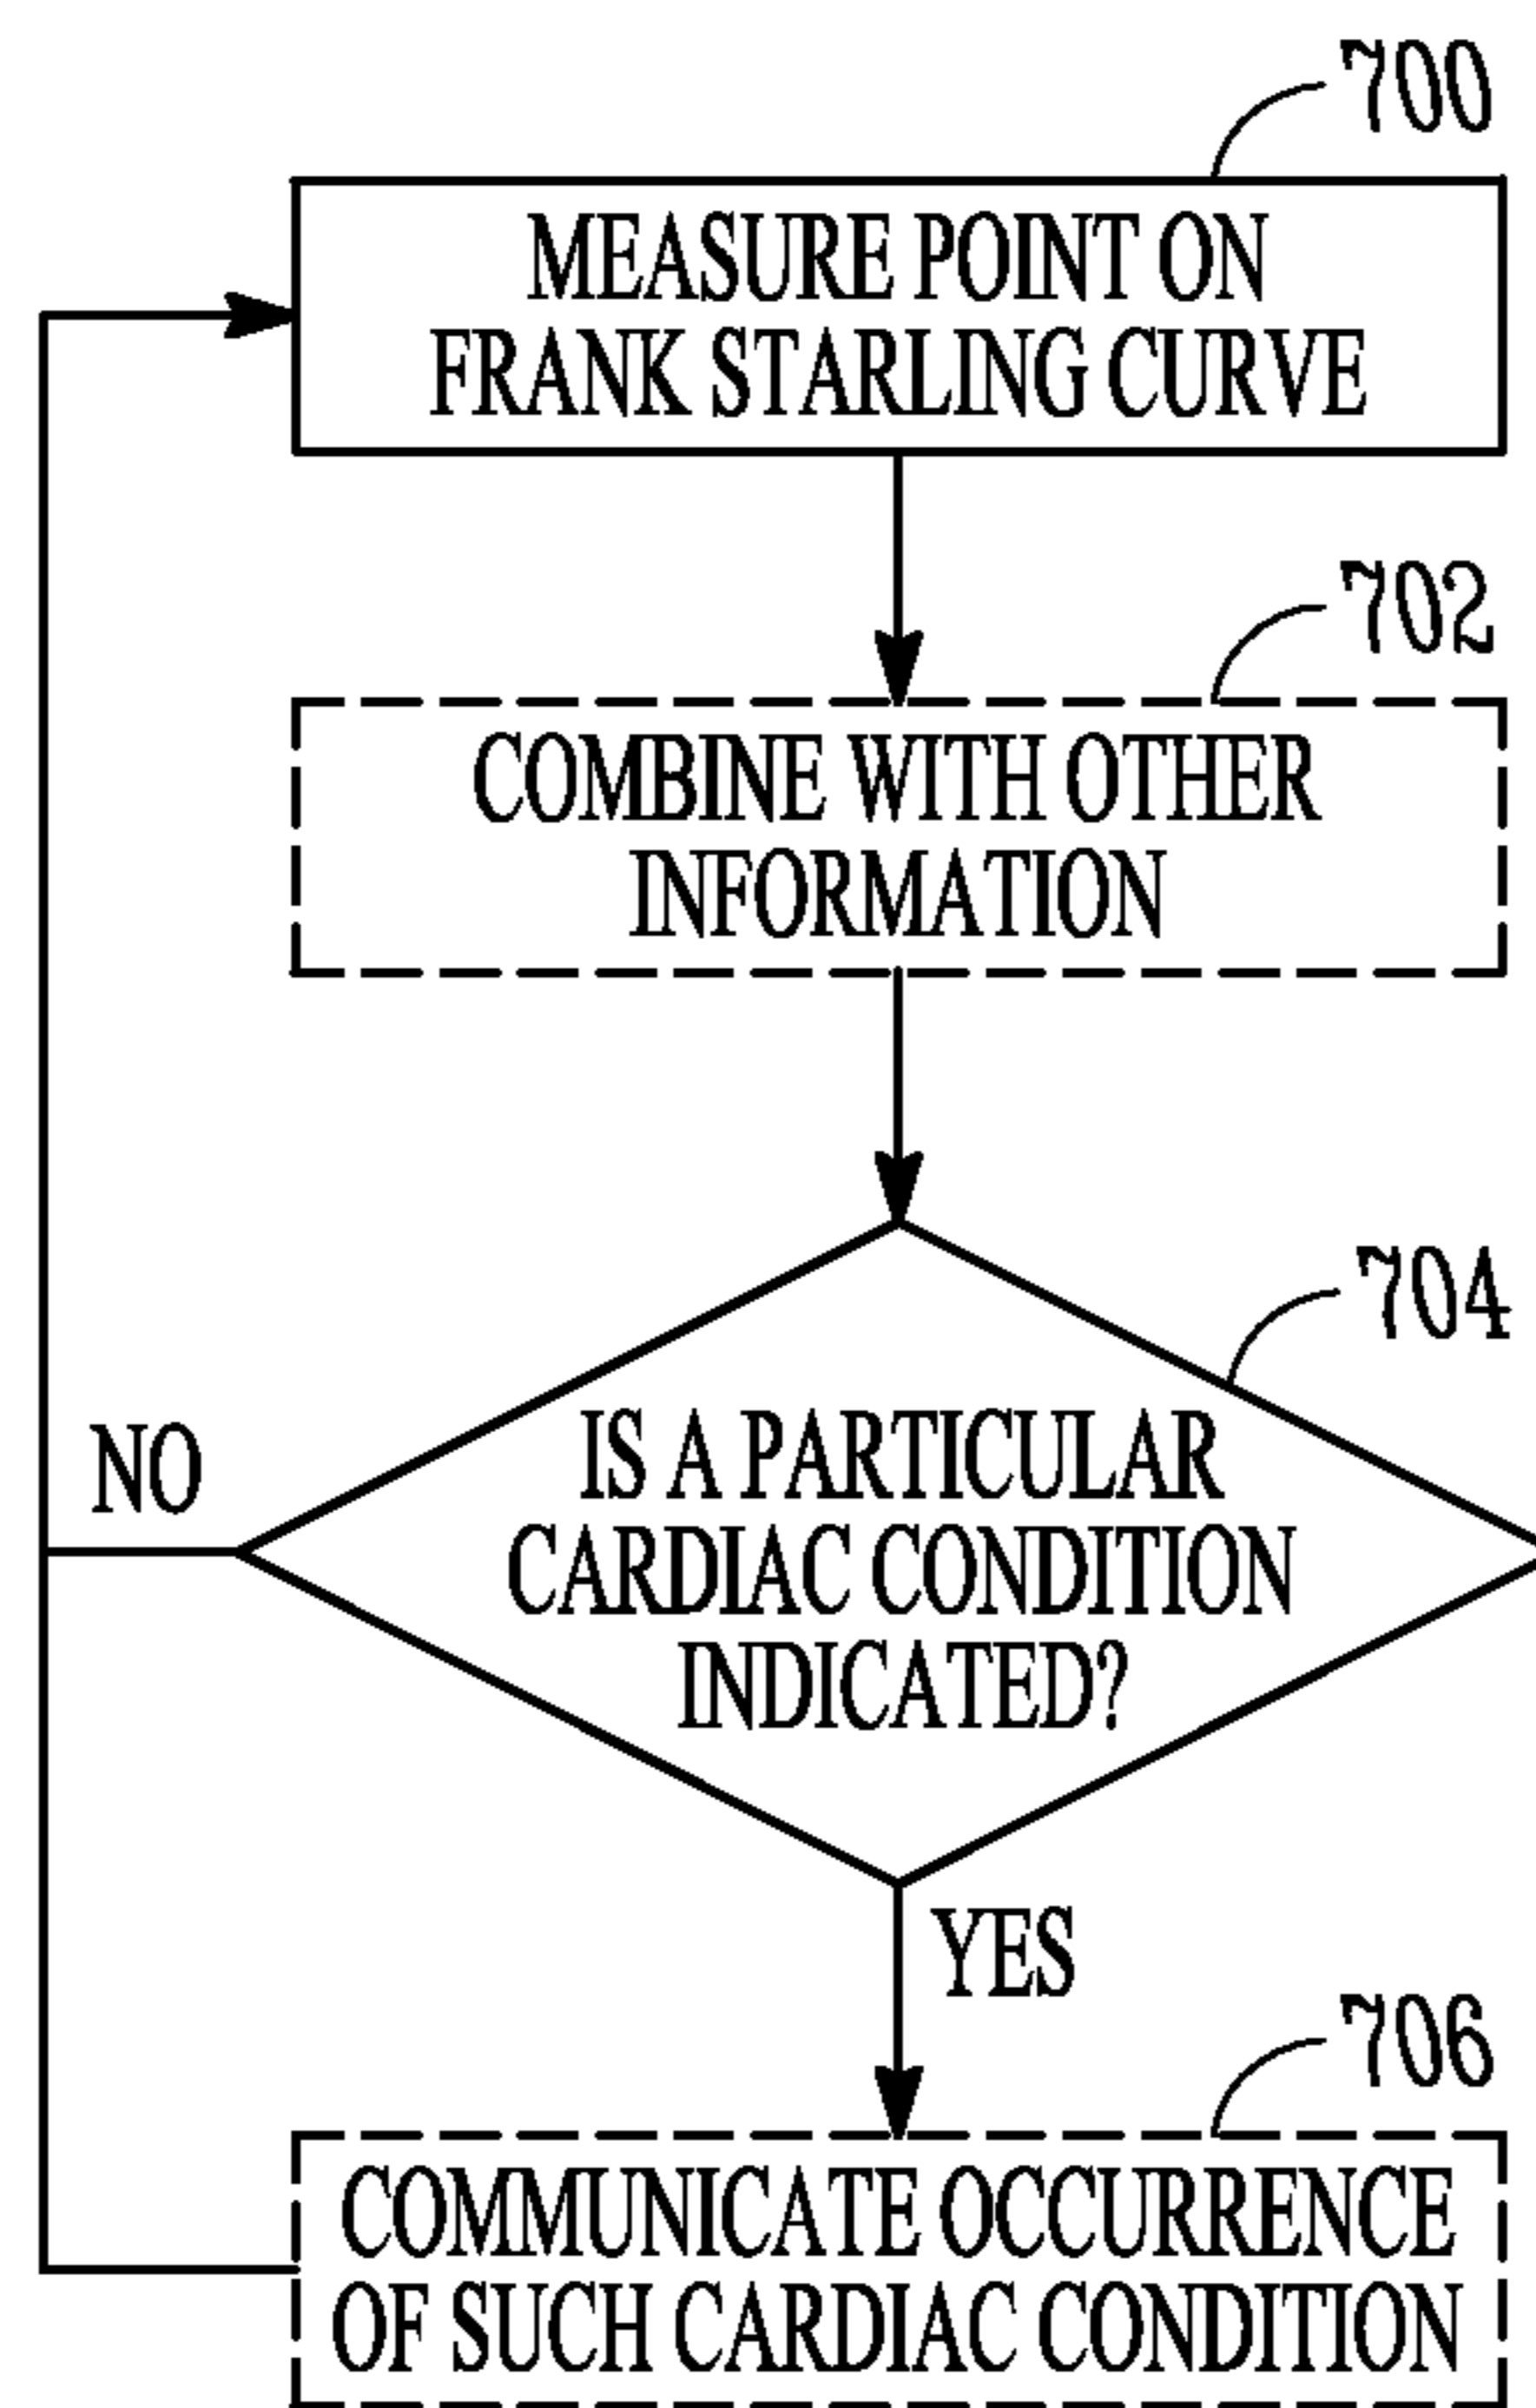 700
MEASURE POINT ON
FRANK STARLING CURVE
702
COMBINE WITH OTHER
INFORMATION
704
NO
IS A PARTICULAR
CARDIAC CONDITION
INDICATED?
YES
706
COMMUNICATE OCCURRENCE
OF SUCH CARDIAC CONDITION